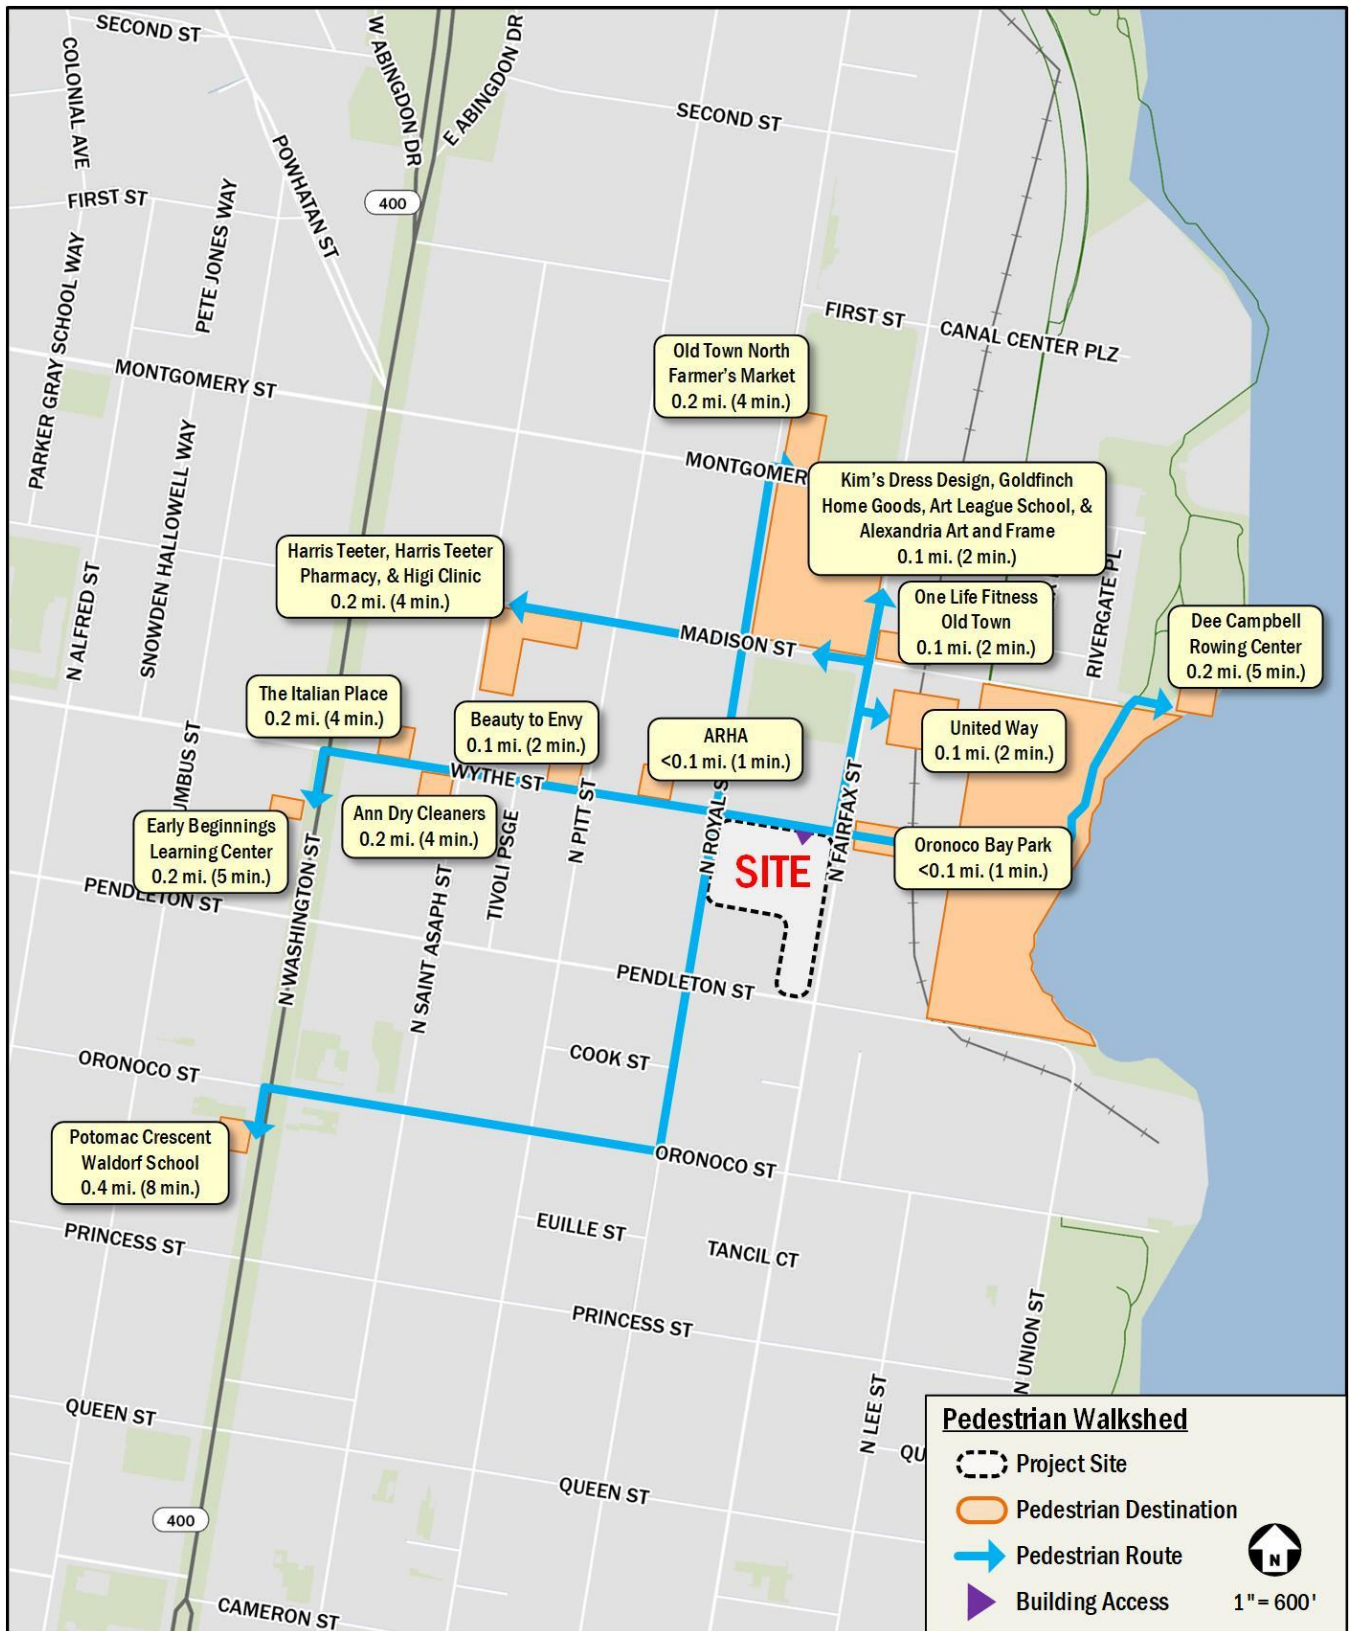 SECOND ST
COLONIAL AVE
W ABINGDON DR
E ABINGDON DR
SECOND ST
POWHATAN ST
FIRST ST
400
PETE JONES WAY
PARKER GRAY SCHOOL WAY
FIRST ST
CANAL CENTER PLZ
Old Town North
Farmer's Market
0.2 mi. (4 min.)
MONTGOMERY ST
MONTGOMER
SNOWDEN HALLOWELL WAY
Kim's Dress Design, Goldfinch
Home Goods, Art League School, &
Alexandria Art and Frame
0.1 mi. (2 min.)
Harris Teeter, Harris Teeter
Pharmacy, & Higi Clinic
0.2 mi. (4 min.)
N ALFRED ST
RIVERGATE PL
One Life Fitness
Old Town
0.1 mi. (2 min.)
Dee Campbell
Rowing Center
0.2 mi. (5 min.)
MADISON ST
The Italian Place
0.2 mi. (4 min.)
Beauty to Envy
0.1 mi. (2 min.)
ARHA
<0.1 mi. (1 min.)
United Way
0.1 mi. (2 min.)
UMBUS ST
WYTHE ST
Ann Dry Cleaners
0.2 mi. (4 min.)
Early Beginnings
Learning Center
0.2 mi. (5 min.)
TIVOLI PSGE
N PITT ST
N ROYAL S
SITE
N FAIRFAX ST
Oronoco Bay Park
<0.1 mi. (1 min.)
PENDLETON ST
N WASHINGTON ST
N SAINT ASAPH ST
PENDLETON ST
ORONOCO ST
COOK ST
Potomac Crescent
Waldorf School
0.4 mi. (8 min.)
ORONOCO ST
PRINCESS ST
EUILLE ST
TANCIL CT
PRINCESS ST
N UNION ST
QUEEN ST
N LEE ST
QU
QUEEN ST
400
CAMERON ST
Pedestrian Walkshed
Project Site
Pedestrian Destination
Pedestrian Route
Building Access
N
1"= 600'